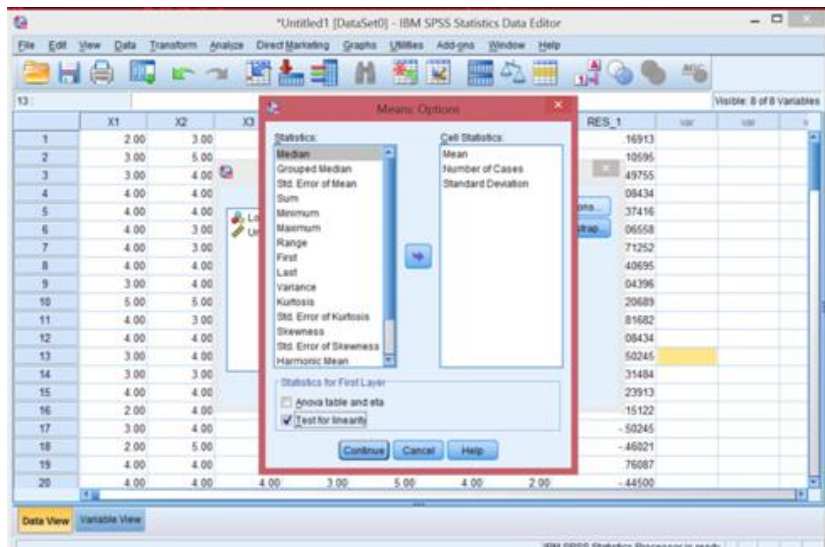 *Untitled1 [DataSet0] - IBM SPSS Statistics Data Editor
File Edit View Data Transform Analyze Direct Marketing Graphs Utilities Add-ons Window Help
13 :
Visible: 8 of 8 Variables
X1 X2 X3 RES_1 var var
1 2.00 3.00 16913
2 3.00 5.00 10595
3 3.00 4.00 49755
4 4.00 4.00 08434
5 4.00 4.00 37416
6 4.00 3.00 06558
7 4.00 3.00 71252
8 4.00 4.00 40695
9 3.00 4.00 04396
10 5.00 5.00 20689
11 4.00 3.00 81682
12 4.00 4.00 08434
13 3.00 4.00 50245
14 3.00 3.00 31484
15 4.00 4.00 23913
16 2.00 4.00 15122
17 3.00 4.00 -.50245
18 2.00 5.00 -.46021
19 4.00 4.00 76087
20 4.00 4.00 4.00 3.00 5.00 4.00 2.00 -.44500
Means: Options
Statistics:
Median
Grouped Median
Std. Error of Mean
Sum
Minimum
Maximum
Range
First
Last
Variance
Kurtosis
Std. Error of Kurtosis
Skewness
Std. Error of Skewness
Harmonic Mean
Cell Statistics:
Mean
Number of Cases
Standard Deviation
Statistics for First Layer
Anova table and eta
Test for linearity
Continue Cancel Help
Data View Variable View
IBM SPSS Statistics Processor is ready